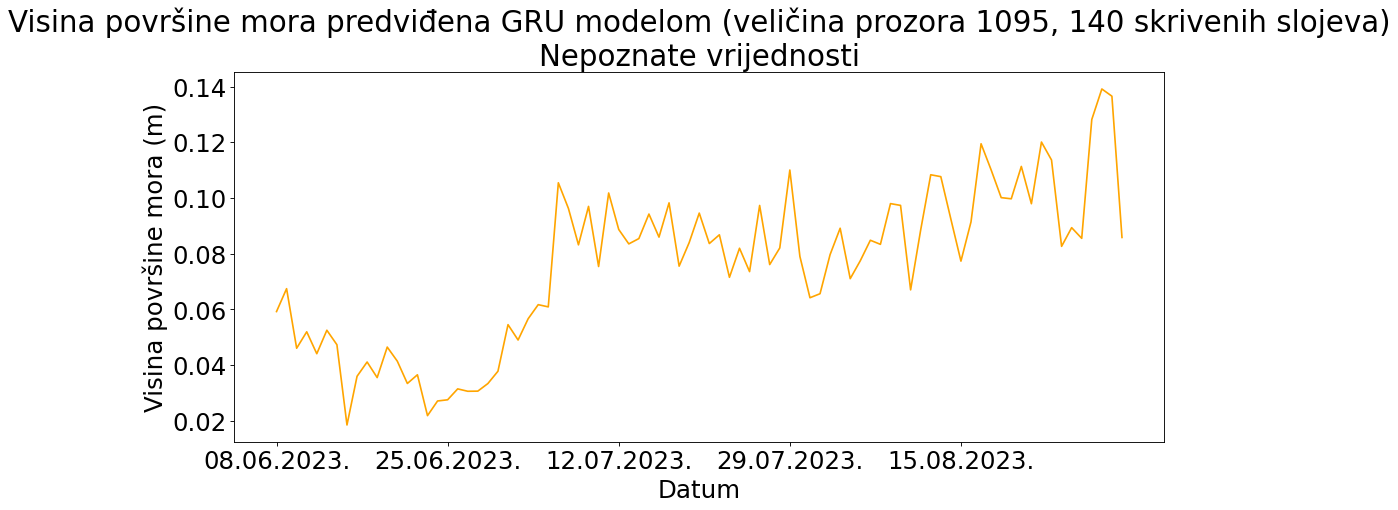 Visina površine mora predviđena GRU modelom (veličina prozora 1095, 140 skrivenih slojeva)
Nepoznate vrijednosti
Visina površine mora (m)
0.14
0.12
0.10
0.08
0.06
0.04
0.02
08.06.2023. 25.06.2023. 12.07.2023. 29.07.2023. 15.08.2023.
Datum